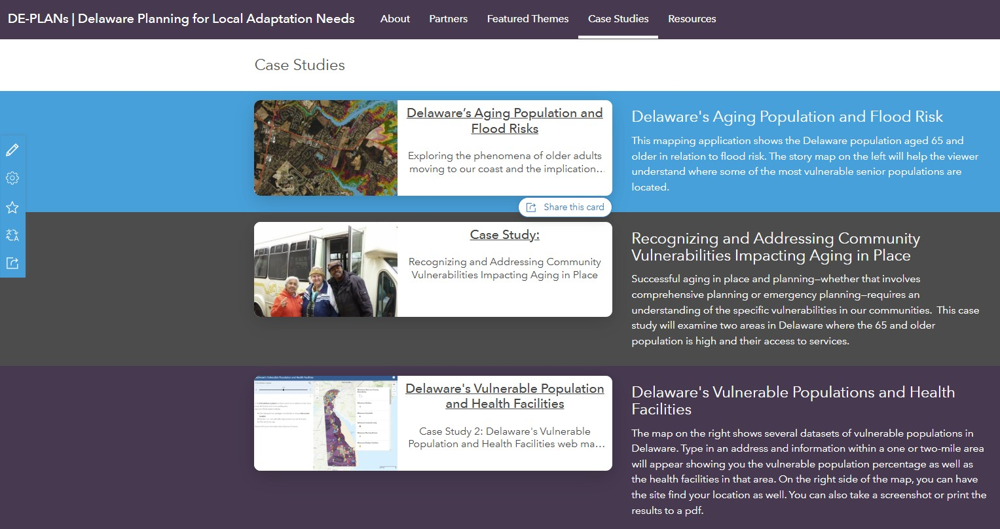 DE-PLANs | Delaware Planning for Local Adaptation Needs
About
Partners
Featured Themes
Case Studies
Resources
Case Studies
Delaware’s Aging Population and
Flood Risks
Exploring the phenomena of older adults
moving to our coast and the implication…
Delaware's Aging Population and Flood Risk
This mapping application shows the Delaware population aged 65 and
older in relation to flood risk. The story map on the left will help the viewer
understand where some of the most vulnerable senior populations are
located.
Share this card
Case Study:
Recognizing and Addressing Community
Vulnerabilities Impacting Aging in Place
Recognizing and Addressing Community
Vulnerabilities Impacting Aging in Place
Successful aging in place and planning—whether that involves
comprehensive planning or emergency planning—requires an
understanding of the specific vulnerabilities in our communities.  This case
study will examine two areas in Delaware where the 65 and older
population is high and their access to services.
Delaware's Vulnerable Population
and Health Facilities
Case Study 2: Delaware's Vulnerable
Population and Health Facilities web ma…
Delaware's Vulnerable Populations and Health
Facilities
The map on the right shows several datasets of vulnerable populations in
Delaware. Type in an address and information within a one or two-mile area
will appear showing you the vulnerable population percentage as well as
the health facilities in that area. On the right side of the map, you can have
the site find your location as well. You can also take a screenshot or print the
results to a pdf.